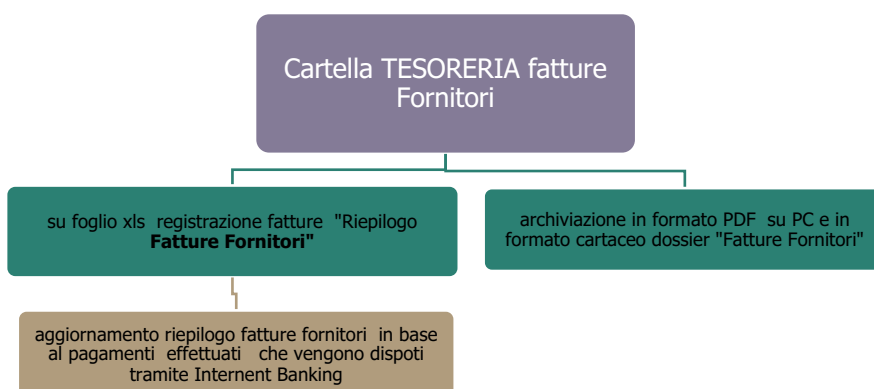 Cartella TESORERIA fatture
Fornitori
su foglio xls registrazione fatture "Riepilogo
Fatture Fornitori"
archiviazione in formato PDF su PC e in
formato cartaceo dossier "Fatture Fornitori"
aggiornamento riepilogo fatture fornitori in base
al pagamenti effettuati che vengono dispoti
tramite Internent Banking